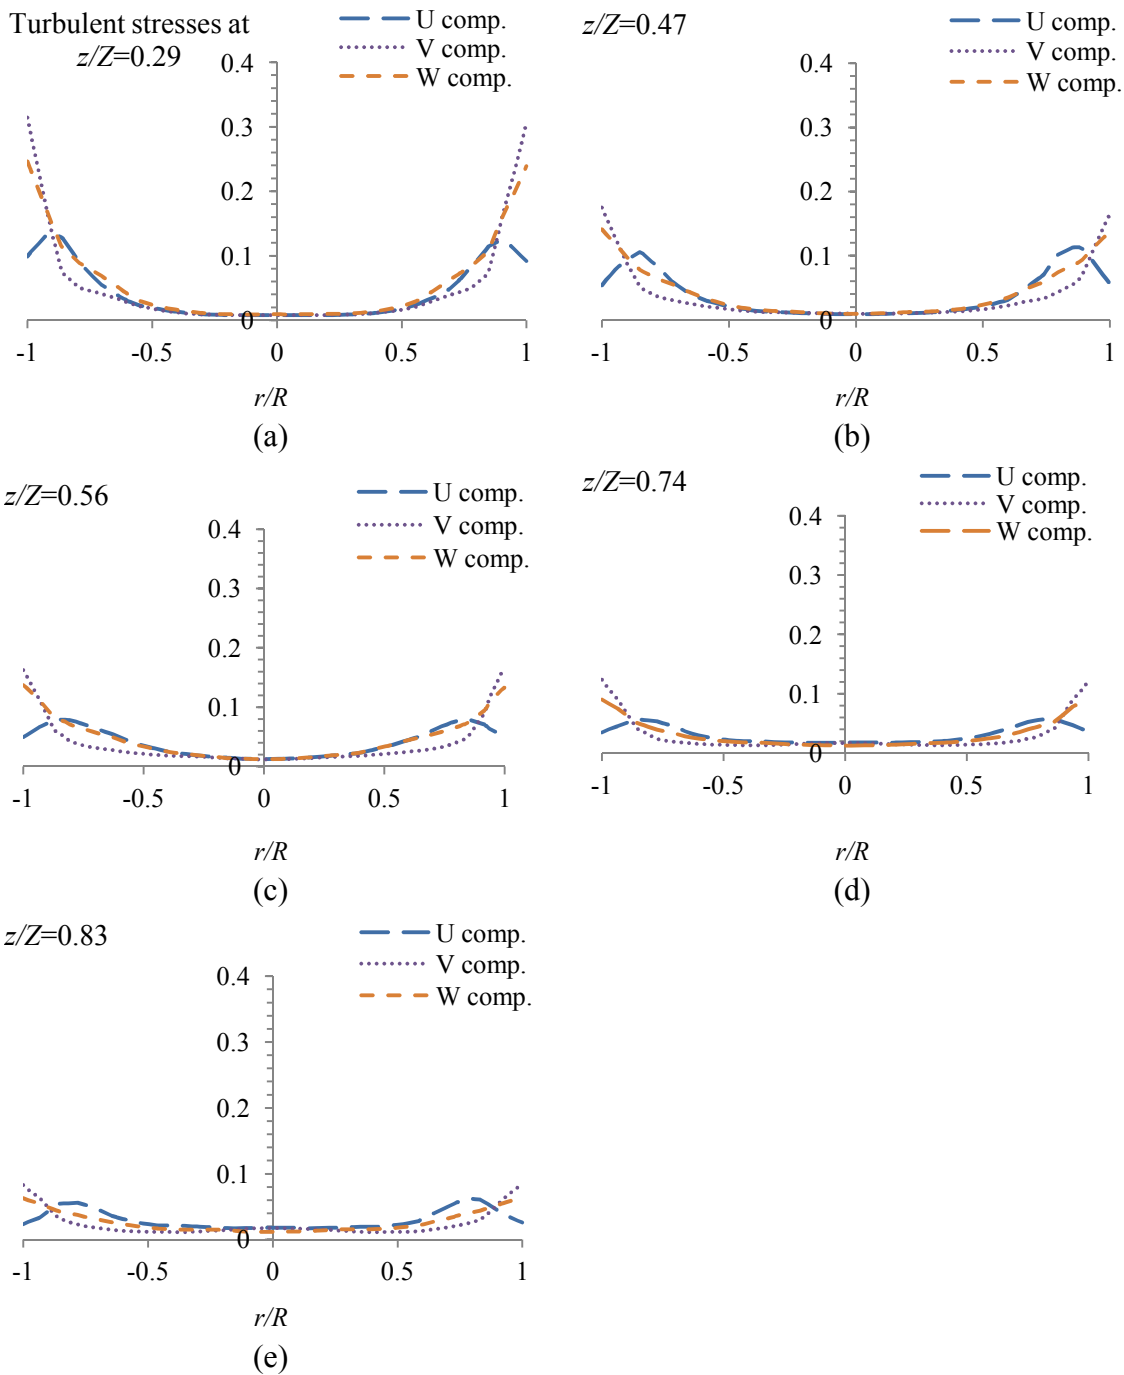 Turbulent stresses at
z/Z=0.29
U comp.
V comp.
W comp.
0.4
0.3
0.2
0.1
0
-1 -0.5 0 0.5 1
r/R
(a)
z/Z=0.47
U comp.
V comp.
W comp.
0.4
0.3
0.2
0.1
0
-1 -0.5 0 0.5 1
r/R
(b)
z/Z=0.56
U comp.
V comp.
W comp.
0.4
0.3
0.2
0.1
0
-1 -0.5 0 0.5 1
r/R
(c)
z/Z=0.74
U comp.
V comp.
W comp.
0.4
0.3
0.2
0.1
0
-1 -0.5 0 0.5 1
r/R
(d)
z/Z=0.83
U comp.
V comp.
W comp.
0.4
0.3
0.2
0.1
0
-1 -0.5 0 0.5 1
r/R
(e)